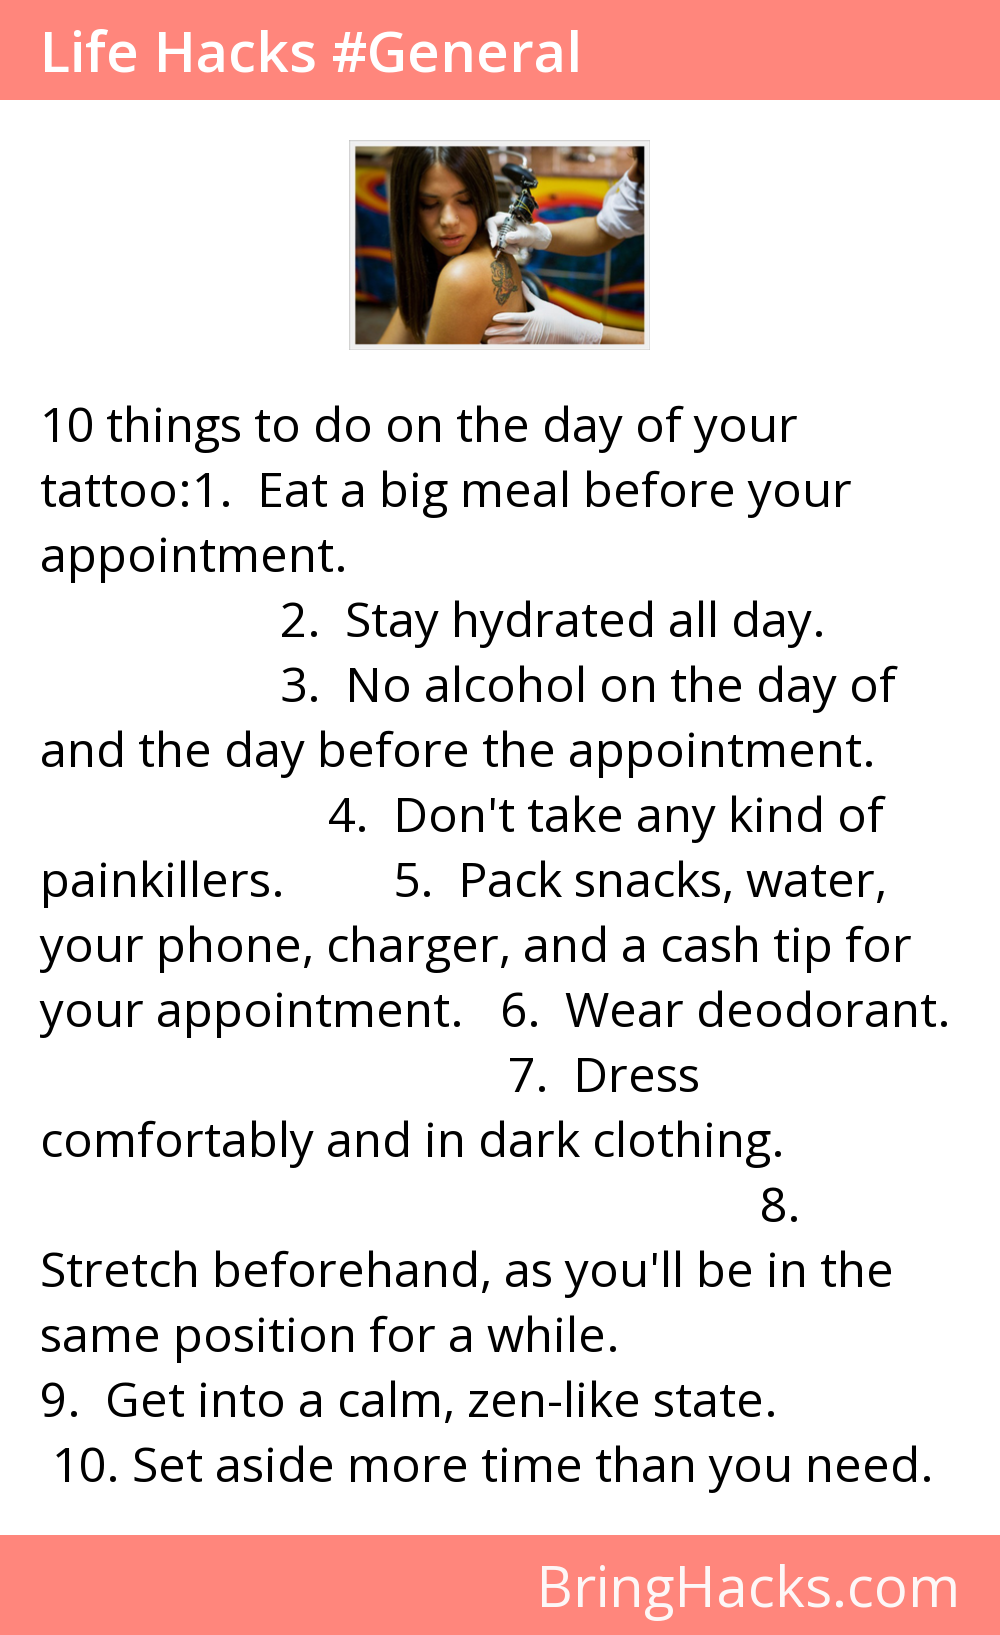 Life Hacks #General
10 things to do on the day of your
tattoo:1.  Eat a big meal before your
appointment.
2.  Stay hydrated all day.
3.  No alcohol on the day of
and the day before the appointment.
4.  Don't take any kind of
painkillers.  5.  Pack snacks, water,
your phone, charger, and a cash tip for
your appointment.  6.  Wear deodorant.
7.  Dress
comfortably and in dark clothing.
8.
Stretch beforehand, as you'll be in the
same position for a while.
9.  Get into a calm, zen-like state.
10. Set aside more time than you need.
BringHacks.com